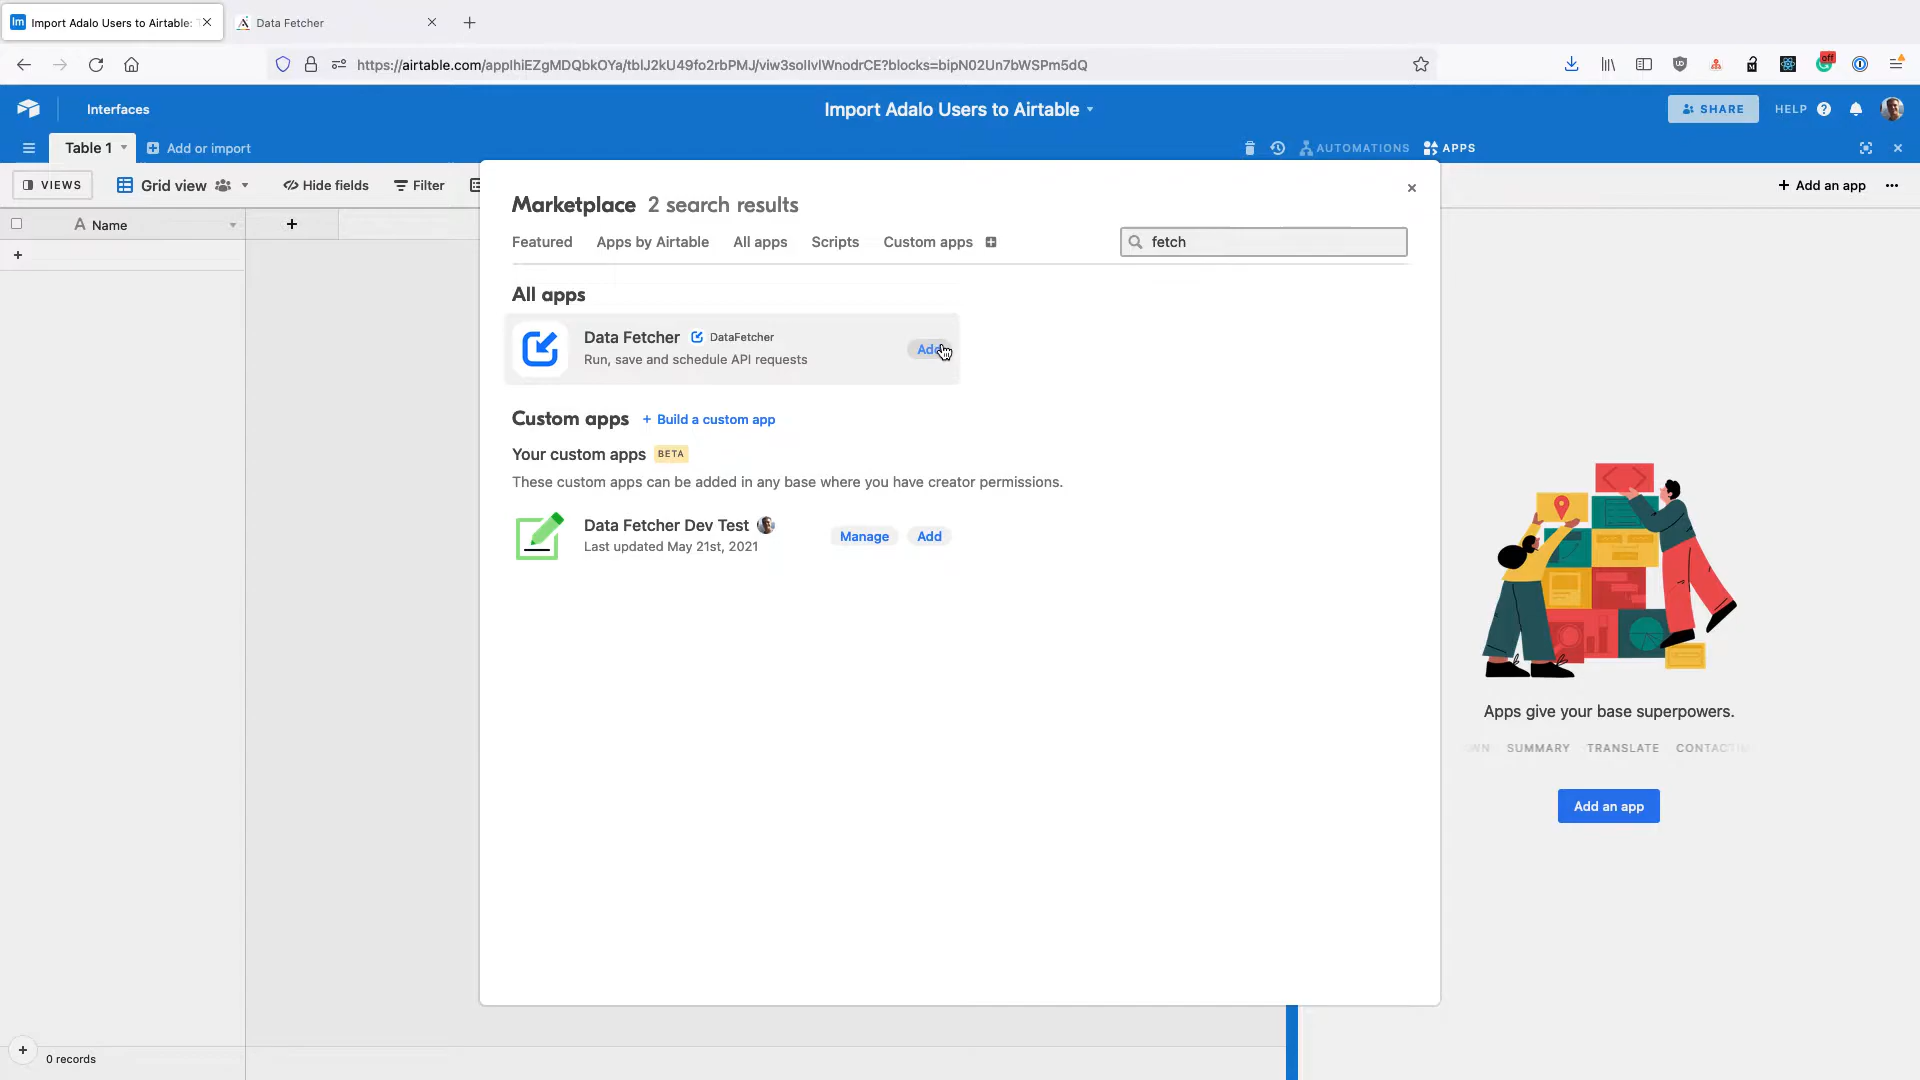 Import Adalo Users to Airtable:
Data Fetcher
https://airtable.com/
off
Interfaces
Import Adalo Users to Airtable
SHARE
HELP
Table 1
Add or import
AUTOMATIONS
APPS
VIEWS
Grid view
Hide fields
Filter
Add an app
Name
Marketplace 2 search results
Featured
Apps by Airtable
All apps
Scripts
Custom apps
fetch
All apps
Data Fetcher
DataFetcher
Run, save and schedule API requests
Add
Custom apps
+ Build a custom app
Your custom apps
BETA
These custom apps can be added in any base where you have creator permissions.
Data Fetcher Dev Test
Last updated May 21st, 2021
Manage
Add
Apps give your base superpowers.
SUMMARY
TRANSLATE
Add an app
0 records